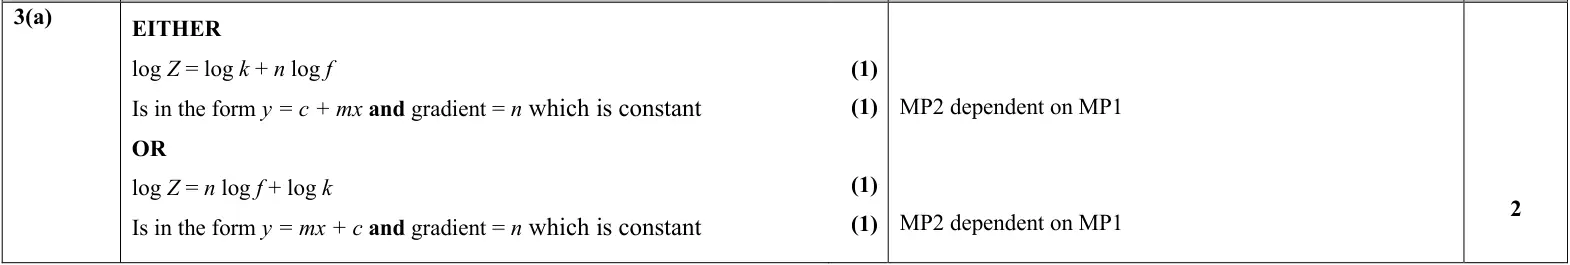 3(a)
EITHER
log Z = log k + n log f (1)
Is in the form y = c + mx and gradient = n which is constant (1) MP2 dependent on MP1
OR
log Z = n log f + log k (1)
Is in the form y = mx + c and gradient = n which is constant (1) MP2 dependent on MP1
2